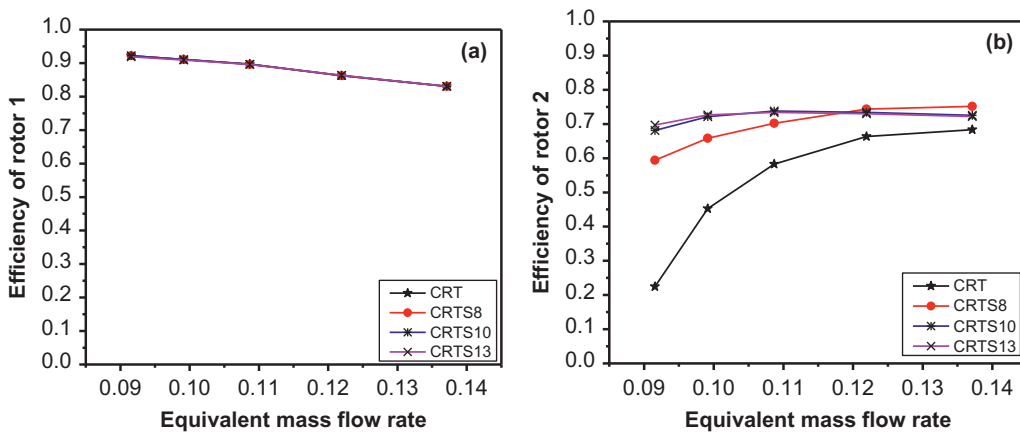 (a)
Efficiency of rotor 1
1.0
0.9
0.8
0.7
0.6
0.5
0.4
0.3
0.2
0.1
0.0
CRT
CRTS8
CRTS10
CRTS13
0.09 0.10 0.11 0.12 0.13 0.14
Equivalent mass flow rate
(b)
Efficiency of rotor 2
1.0
0.9
0.8
0.7
0.6
0.5
0.4
0.3
0.2
0.1
0.0
CRT
CRTS8
CRTS10
CRTS13
0.09 0.10 0.11 0.12 0.13 0.14
Equivalent mass flow rate